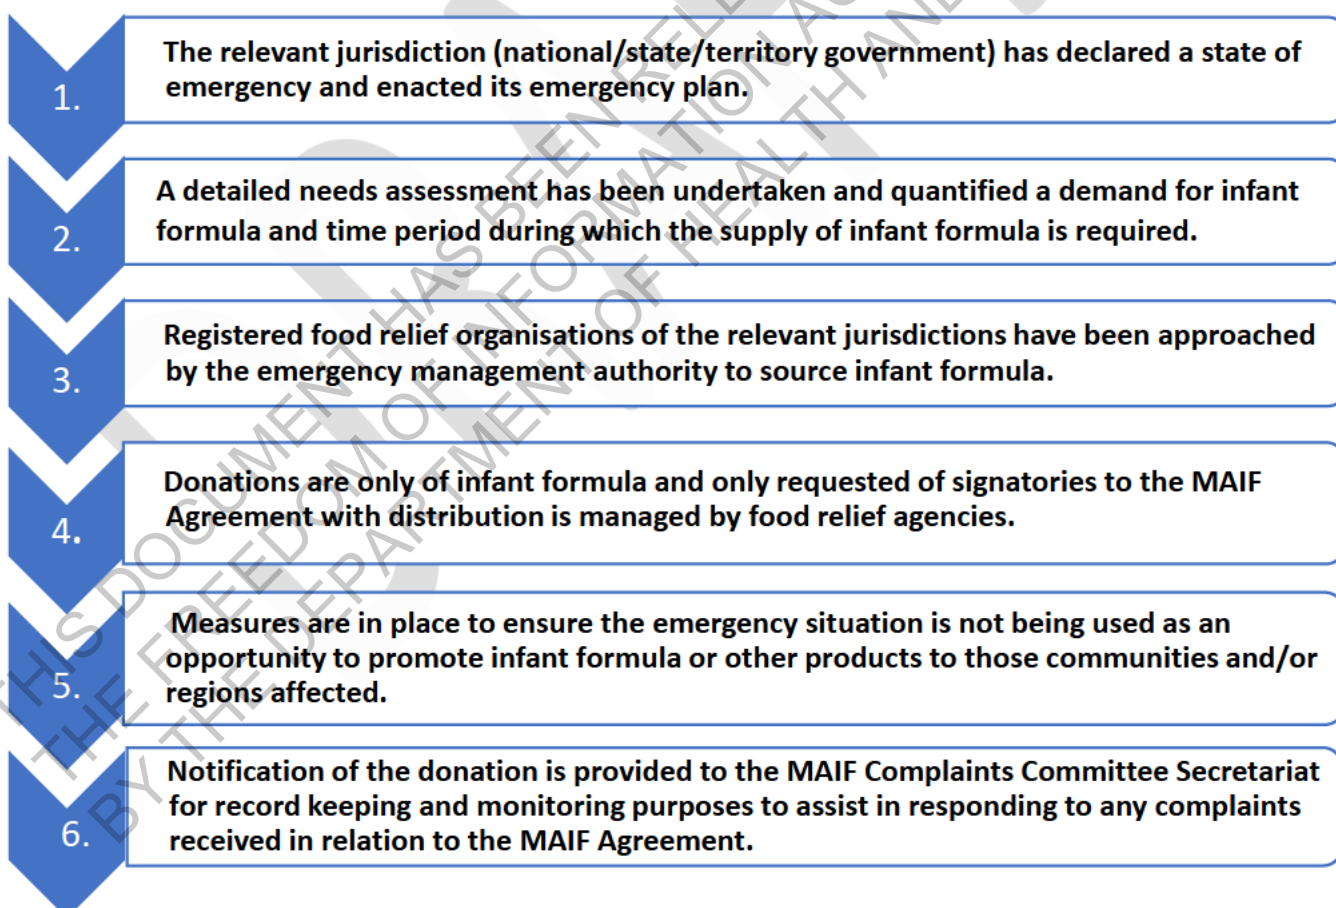 1.
The relevant jurisdiction (national/state/territory government) has declared a state of
emergency and enacted its emergency plan.
2.
A detailed needs assessment has been undertaken and quantified a demand for infant
formula and time period during which the supply of infant formula is required.
3.
Registered food relief organisations of the relevant jurisdictions have been approached
by the emergency management authority to source infant formula.
4.
Donations are only of infant formula and only requested of signatories to the MAIF
Agreement with distribution is managed by food relief agencies.
5.
Measures are in place to ensure the emergency situation is not being used as an
opportunity to promote infant formula or other products to those communities and/or
regions affected.
6.
Notification of the donation is provided to the MAIF Complaints Committee Secretariat
for record keeping and monitoring purposes to assist in responding to any complaints
received in relation to the MAIF Agreement.
THIS DOCUMENT HAS BEEN
THE FREEDOM OF INFORMATION
BY THE DEPARTMENT OF HEALTH